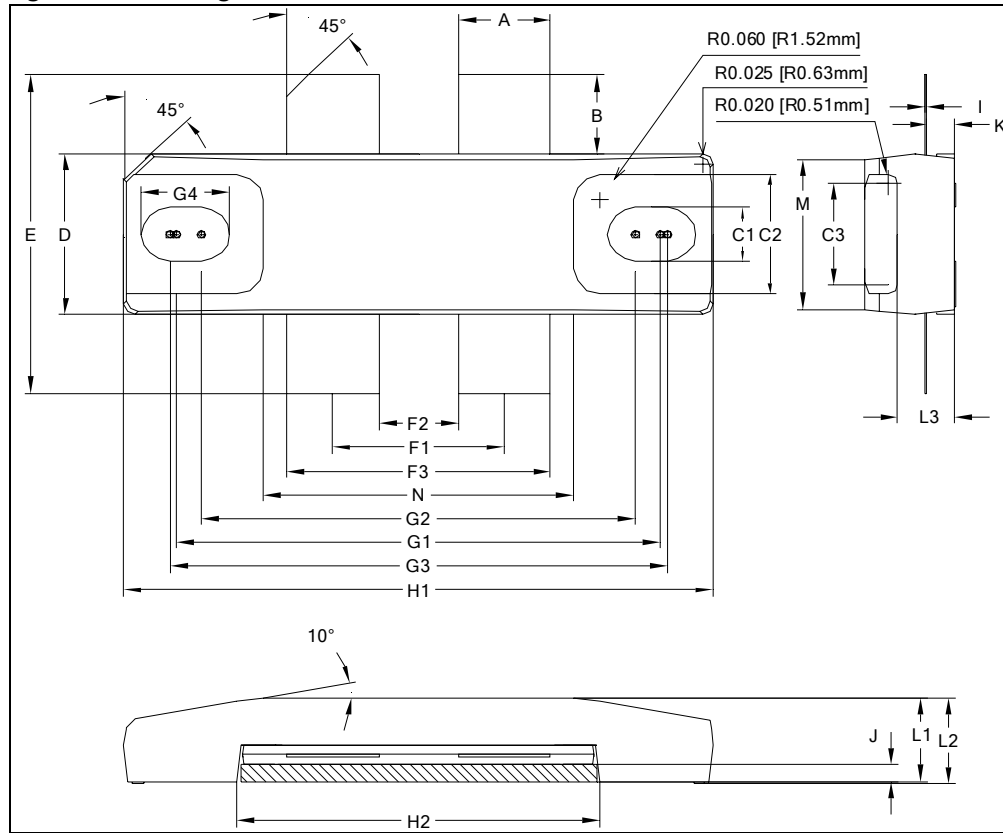 A
45°
R0.060 [R1.52mm]
R0.025 [R0.63mm]
R0.020 [R0.51mm]
I
K
B
45°
G4
E
D
C1
C2
M
C3
L3
F2
F1
F3
N
G2
G1
G3
H1
10°
J
L1
L2
H2